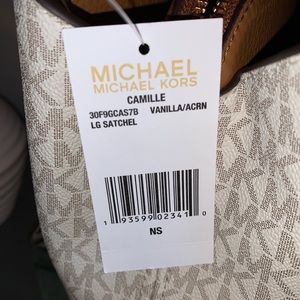 MICHAEL
MICHAEL KORS
CAMILLE
30F9GCAS7B VANILLA/ACRN
LG SATCHEL
1 93599 02341 0
NS